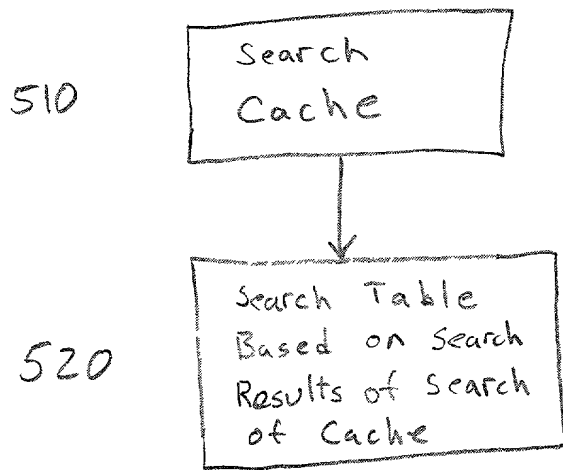 510
Search
Cache
520
Search Table
Based on Search
Results of Search
of Cache